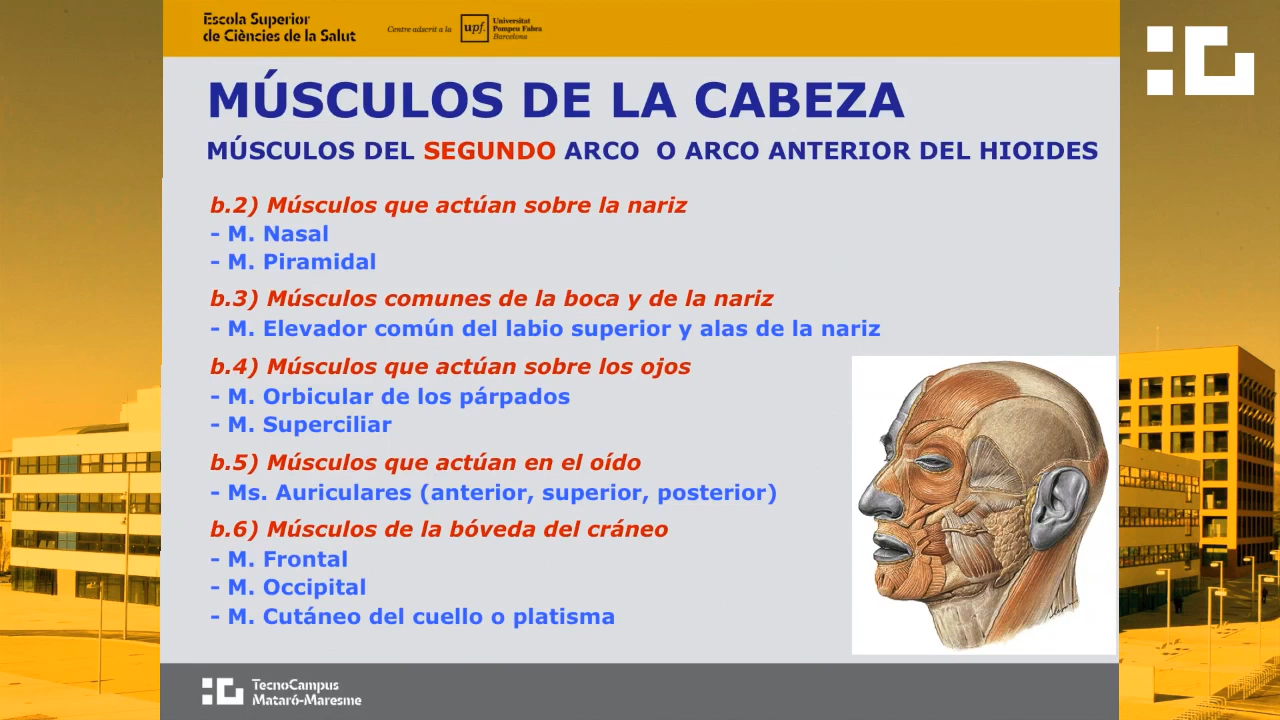 Escola Superior
de Ciències de la Salut
Centre adscrit a la
upf.
Universitat
Pompeu Fabra
Barcelona
MÚSCULOS DE LA CABEZA
MÚSCULOS DEL SEGUNDO ARCO O ARCO ANTERIOR DEL HIOIDES
b.2) Músculos que actúan sobre la nariz
- M. Nasal
- M. Piramidal
b.3) Músculos comunes de la boca y de la nariz
- M. Elevador común del labio superior y alas de la nariz
b.4) Músculos que actúan sobre los ojos
- M. Orbicular de los párpados
- M. Superciliar
b.5) Músculos que actúan en el oído
- Ms. Auriculares (anterior, superior, posterior)
b.6) Músculos de la bóveda del cráneo
- M. Frontal
- M. Occipital
- M. Cutáneo del cuello o platisma
TecnoCampus
Mataró-Maresme